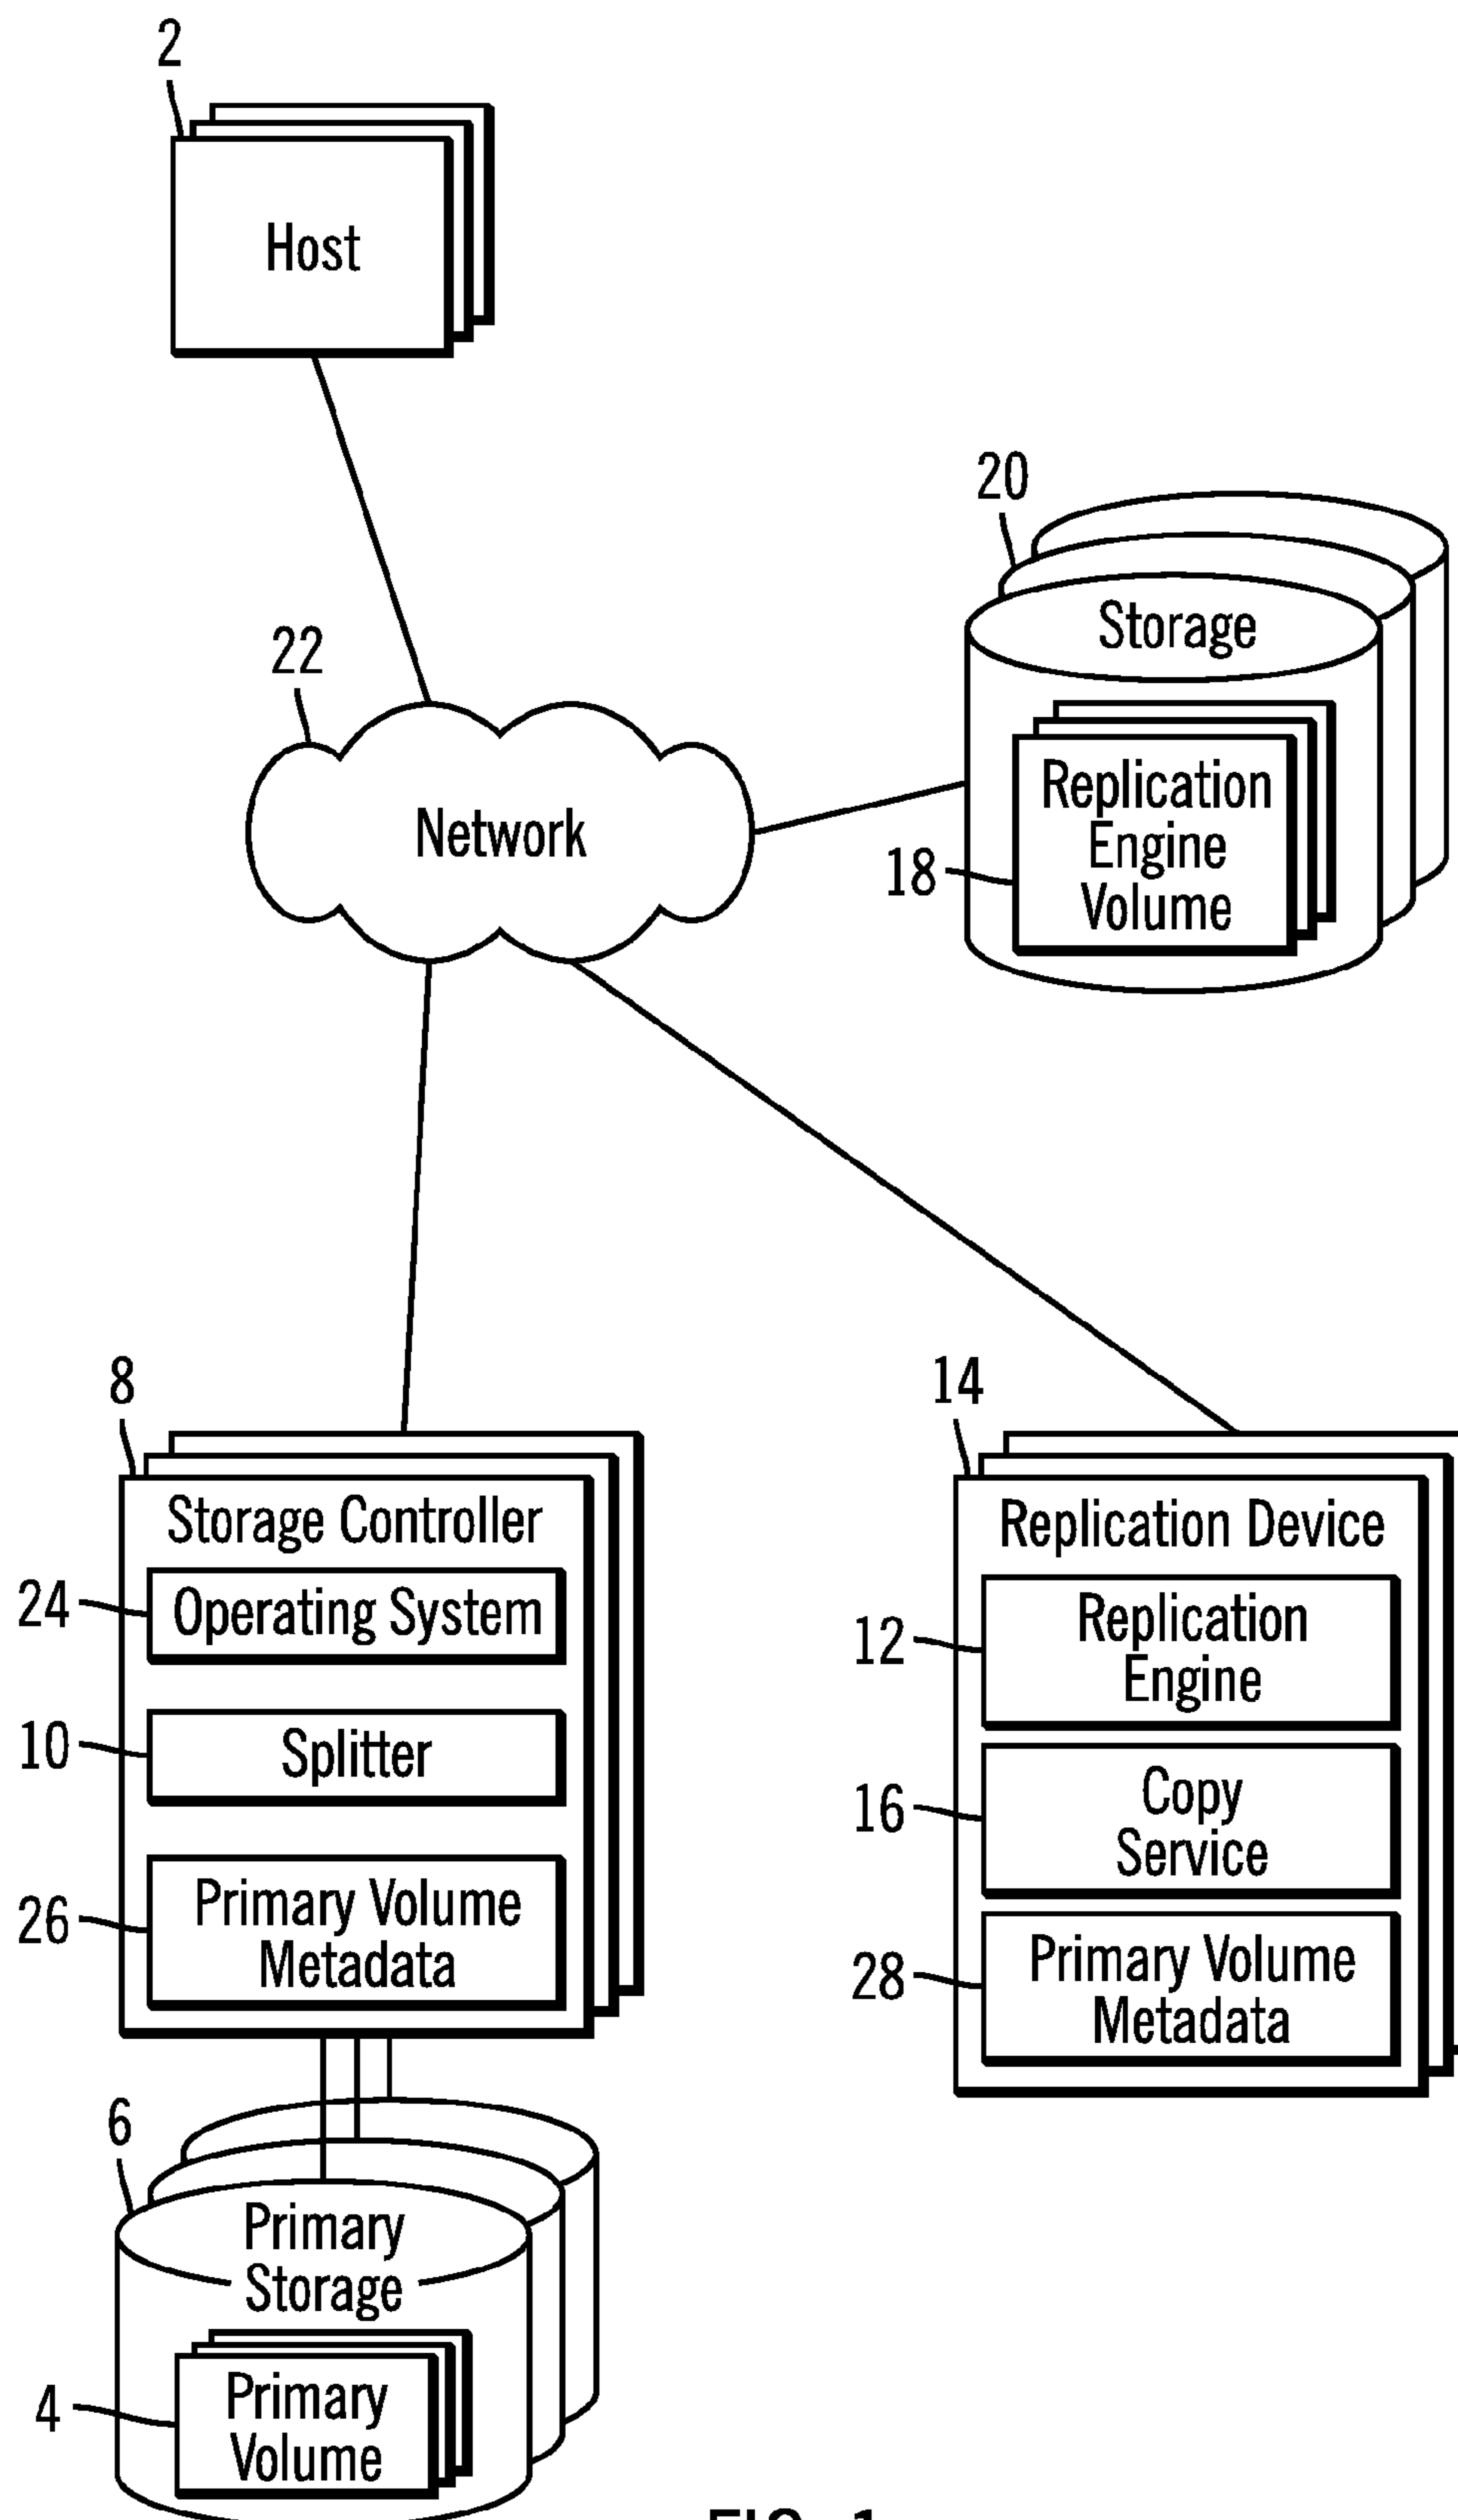 2
Host
20
Storage
22
Network
Replication
Engine
Volume
18
8
14
Storage Controller
Replication Device
24
Operating System
12
Replication
Engine
10
Splitter
16
Copy
Service
26
Primary Volume
Metadata
28
Primary Volume
Metadata
6
Primary
Storage
4
Primary
Volume
FIG. 1